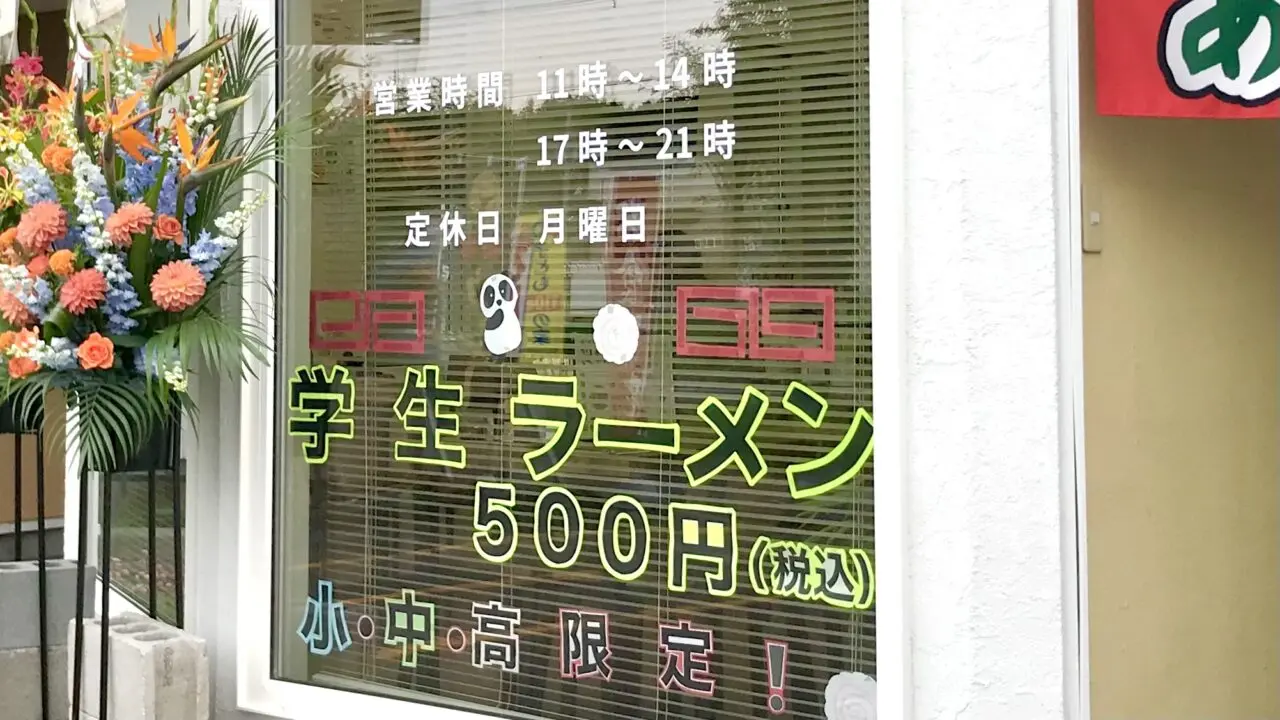 営業時間 11時～14時
17時～21時
定休日 月曜日
学生ラーメン
500円(税込)
小・中・高限定!
あ